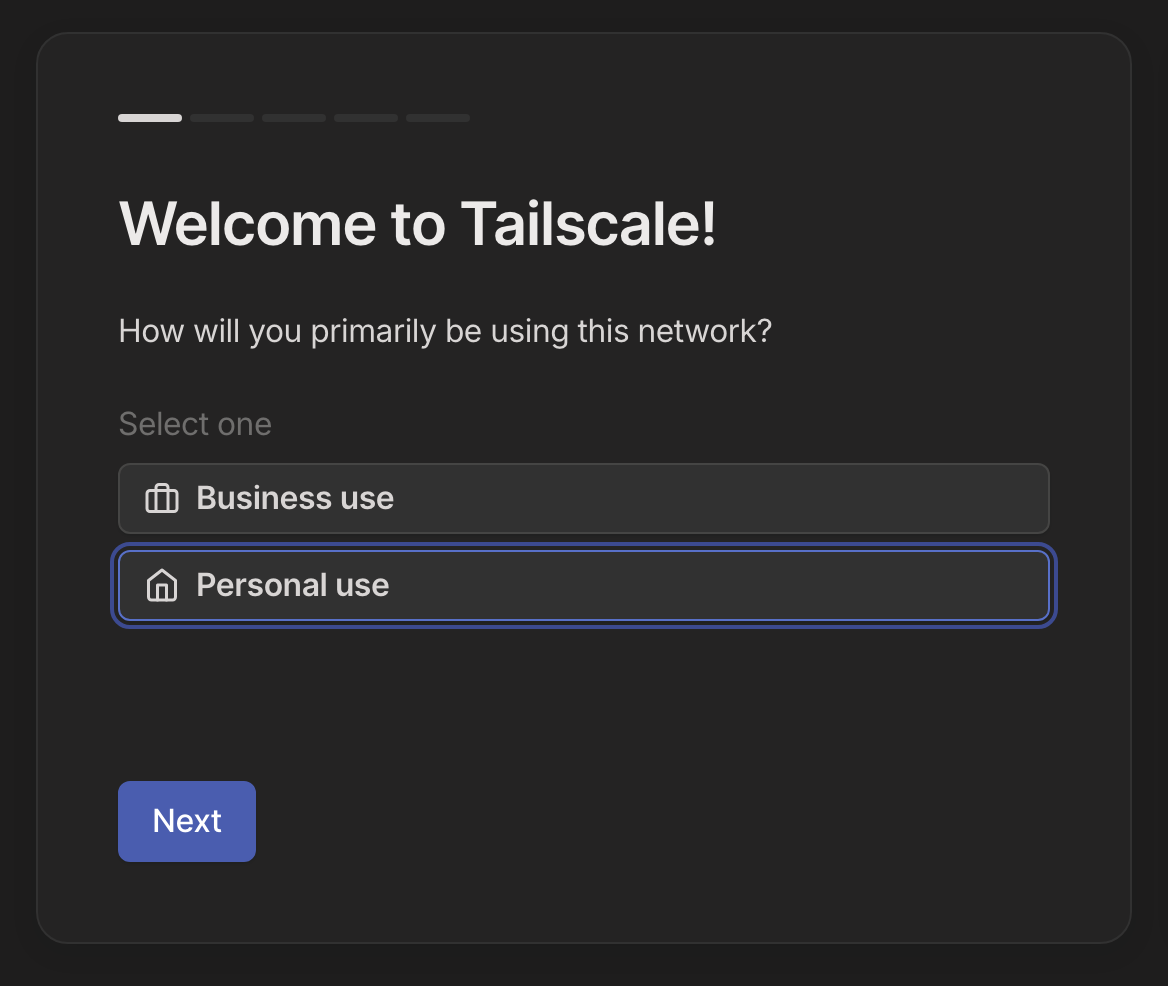 Welcome to Tailscale!
How will you primarily be using this network?
Select one
Business use
Personal use
Next